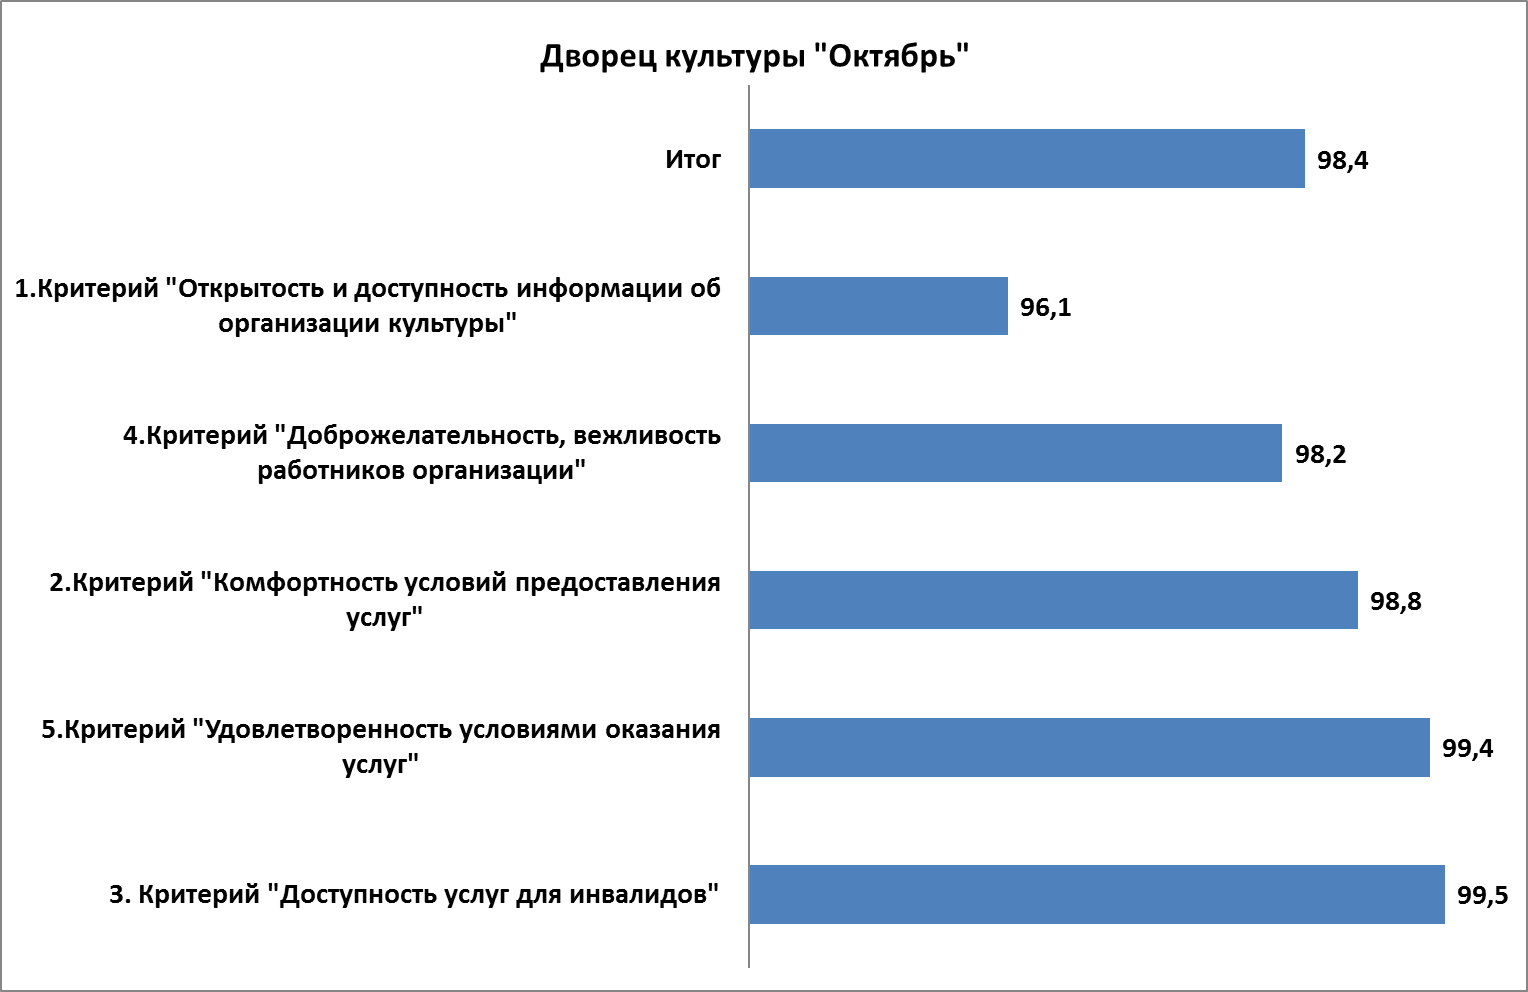 Дворец культуры "Октябрь"
Итог
98,4
1.Критерий "Открытость и доступность информации об
организации культуры"
96,1
4.Критерий "Доброжелательность, вежливость
работников организации"
98,2
2.Критерий "Комфортность условий предоставления
услуг"
98,8
5.Критерий "Удовлетворенность условиями оказания
услуг"
99,4
3. Критерий "Доступность услуг для инвалидов"
99,5